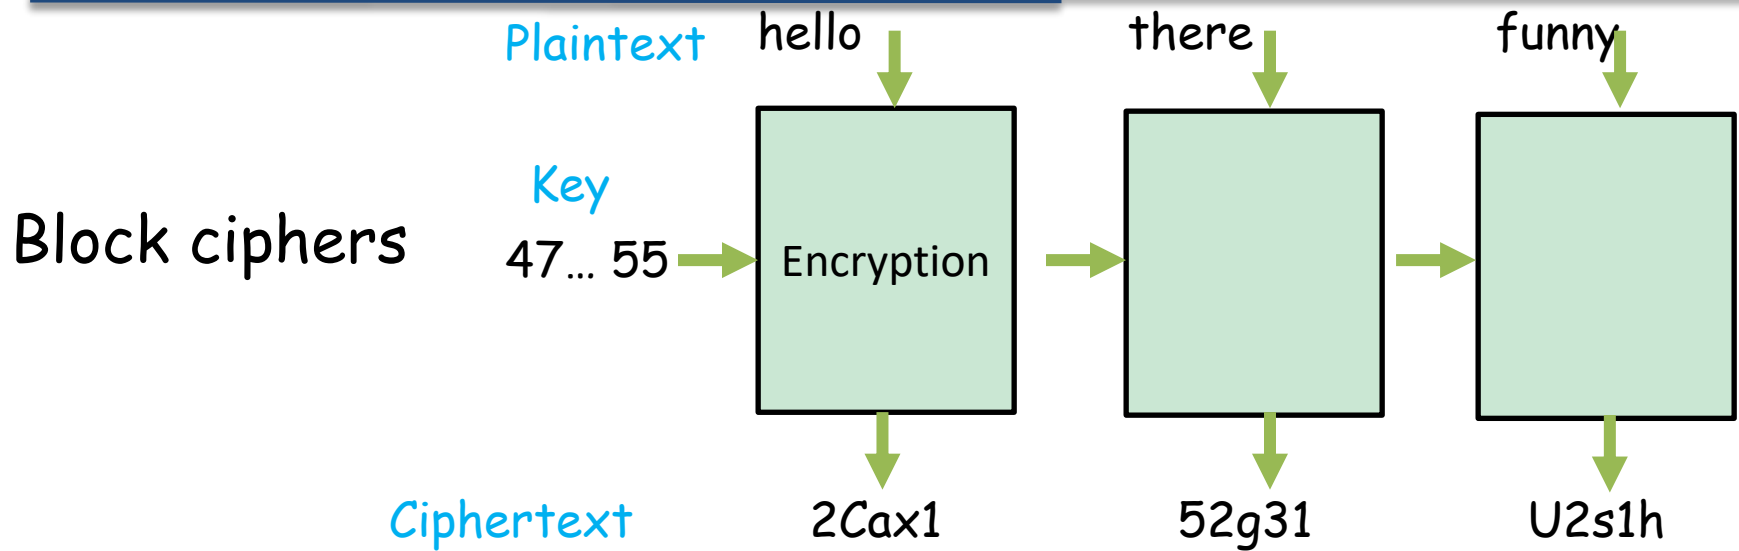 Plaintext hello there funny
Key
Block ciphers 47... 55 Encryption
Ciphertext 2Cax1 52g31 U2s1h